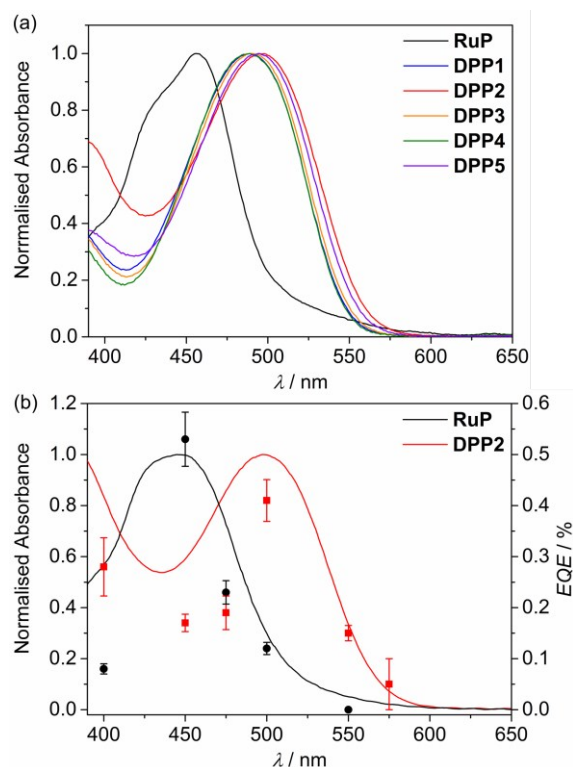 (a)
RuP
DPP1
DPP2
DPP3
DPP4
DPP5
Normalised Absorbance
1.0
0.8
0.6
0.4
0.2
0.0
400 450 500 550 600 650
λ / nm
(b)
RuP
DPP2
Normalised Absorbance
1.2
1.0
0.8
0.6
0.4
0.2
0.0
EQE / %
0.6
0.5
0.4
0.3
0.2
0.1
0.0
400 450 500 550 600 650
λ / nm